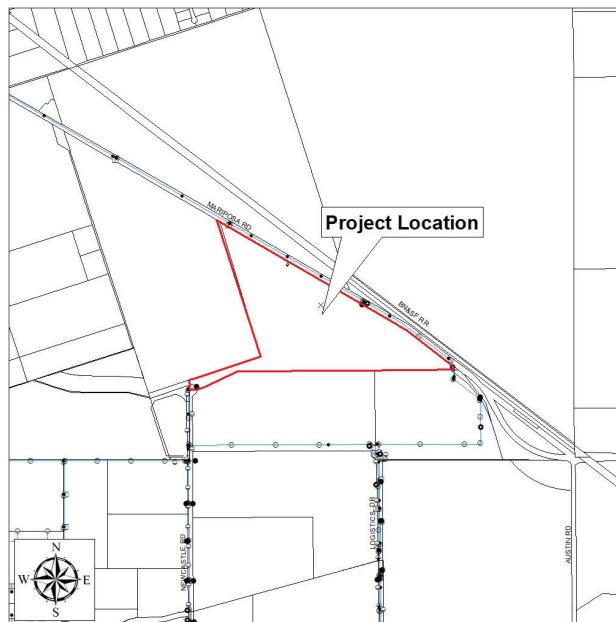 MARIPOSA RD
Project Location
BN&SF RR
NEWCASTLE RD
LOGISTICS DR
AUSTIN RD
N
W E
S